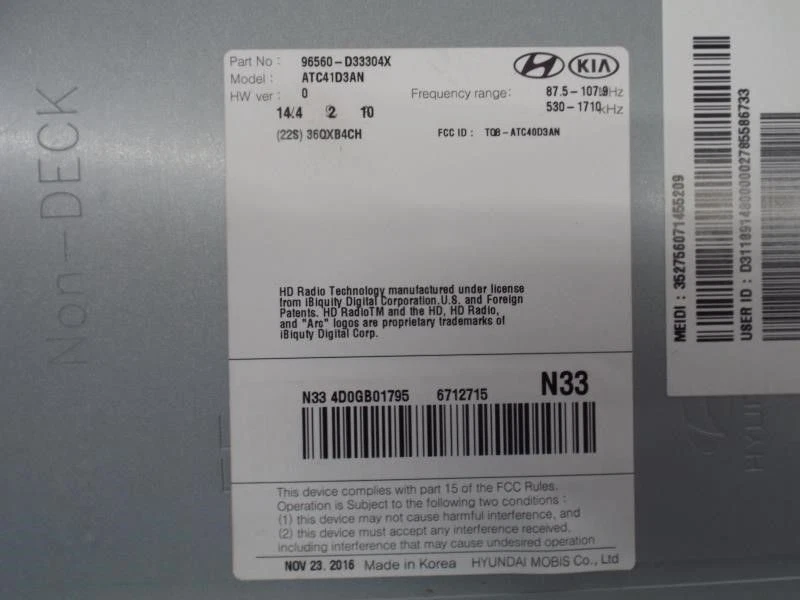 Non-DECK
Part No : 96560-D33304X
Model : ATC41D3AN
HW ver : 0
Frequency range: 87.5-107.9MHz
530-1710kHz
14.4 2 10
(22S) 36QXB4CH
FCC ID : TQ8-ATC40D3AN
KIA
HD Radio Technology manufactured under license
from iBiquity Digital Corporation.U.S. and Foreign
Patents. HD RadioTM and the HD, HD Radio,
and "Arc" logos are proprietary trademarks of
iBiquity Digital Corp.
N33 4D0GB01795 6712715
N33
This device complies with part 15 of the FCC Rules.
Operation is Subject to the following two conditions :
(1) this device may not cause harmful interference, and
(2) this device must accept any interference received,
including interference that may cause undesired operation
NOV 23. 2016 Made in Korea HYUNDAI MOBIS Co., Ltd
MEIDI : 352756071455209
USER ID : D311891480000002785586733